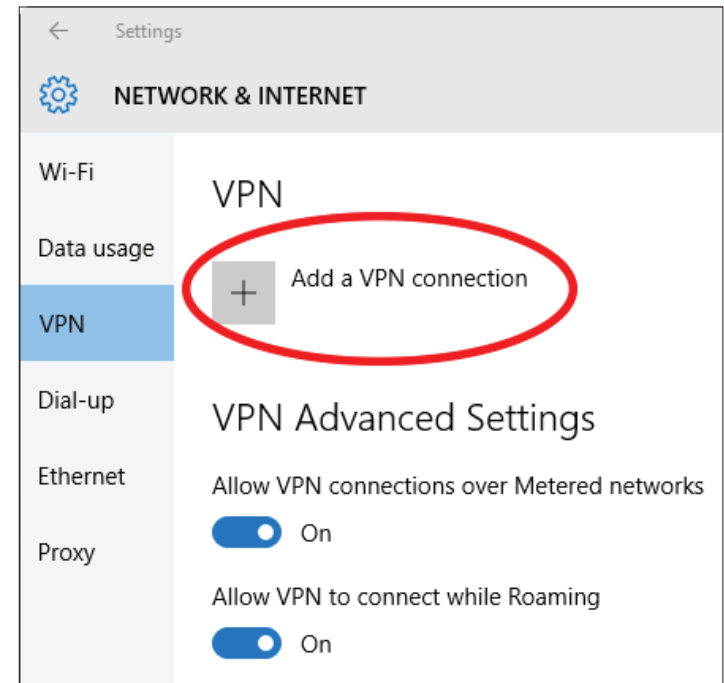 Settings
NETWORK & INTERNET
Wi-Fi
Data usage
VPN
Dial-up
Ethernet
Proxy
VPN
Add a VPN connection
VPN Advanced Settings
Allow VPN connections over Metered networks
On
Allow VPN to connect while Roaming
On